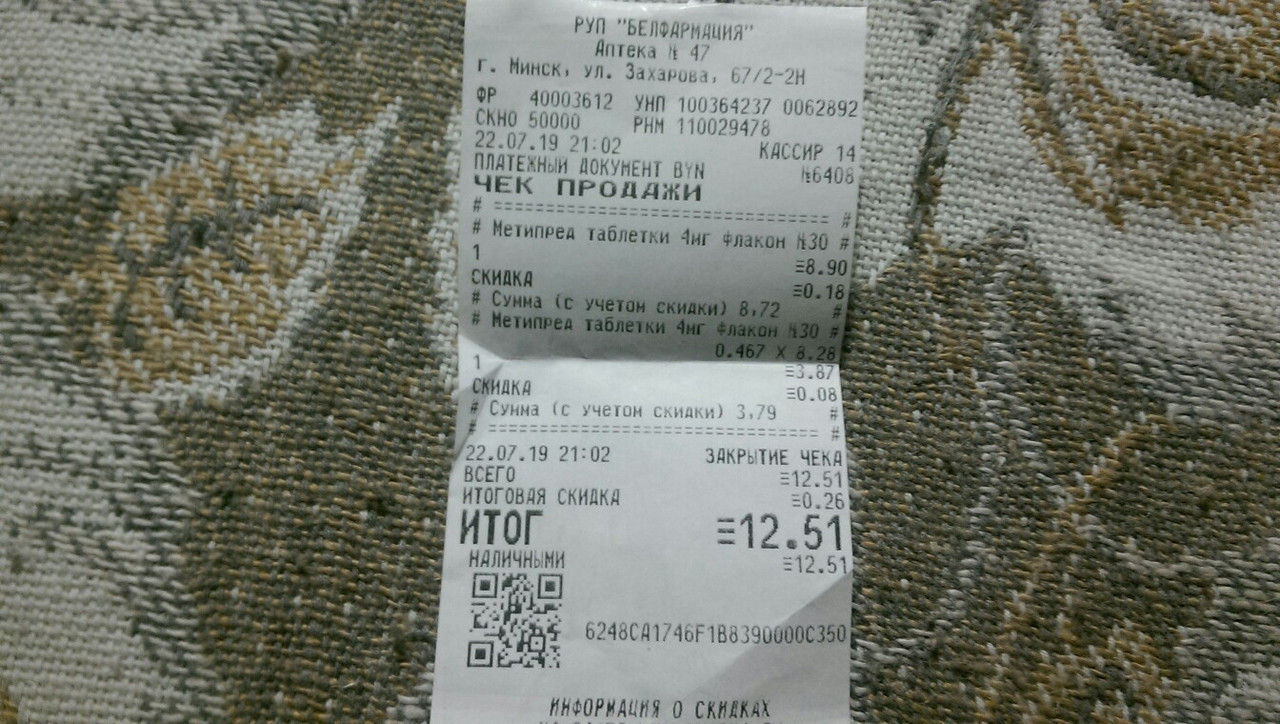 РУП "БЕЛФАРМАЦИЯ"
Аптека № 47
г. Минск, ул. Захарова, 67/2-2Н
ФР 40003612 УНП 100364237 0062892
СКНО 50000 РНМ 110029478
22.07.19 21:02 КАССИР 14
ПЛАТЕЖНЫЙ ДОКУМЕНТ BYN №6408
ЧЕК ПРОДАЖИ
# ================================ #
# Метипред таблетки 4мг флакон №30 #
1 =8.90
СКИДКА =0.18
# Сумма (с учетом скидки) 8,72 #
# Метипред таблетки 4мг флакон №30 #
0.467 X 8.28
1 =3.87
СКИДКА =0.08
# Сумма (с учетом скидки) 3,79 #
# ================================ #
22.07.19 21:02 ЗАКРЫТИЕ ЧЕКА
ВСЕГО =12.51
ИТОГОВАЯ СКИДКА =0.26
ИТОГ =12.51
НАЛИЧНЫМИ =12.51
6248CA1746F1B8390000C350
ИНФОРМАЦИЯ О СКИДКАХ